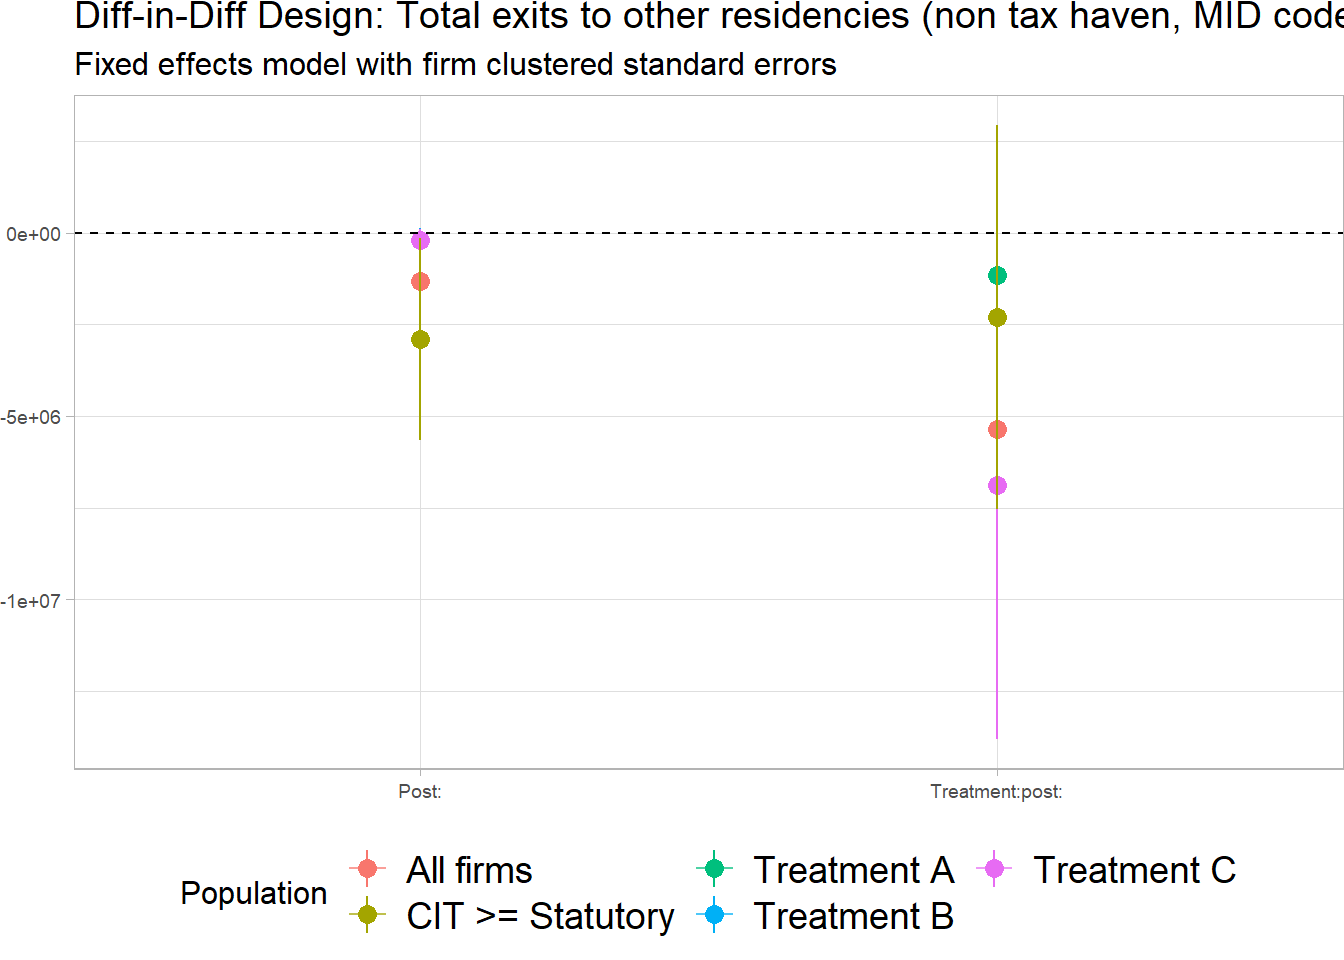 Diff-in-Diff Design: Total exits to other residencies (non tax haven, MID code
Fixed effects model with firm clustered standard errors
0e+00
-5e+06
-1e+07
Post:
Treatment:post:
Population
All firms
Treatment A
Treatment C
CIT >= Statutory
Treatment B